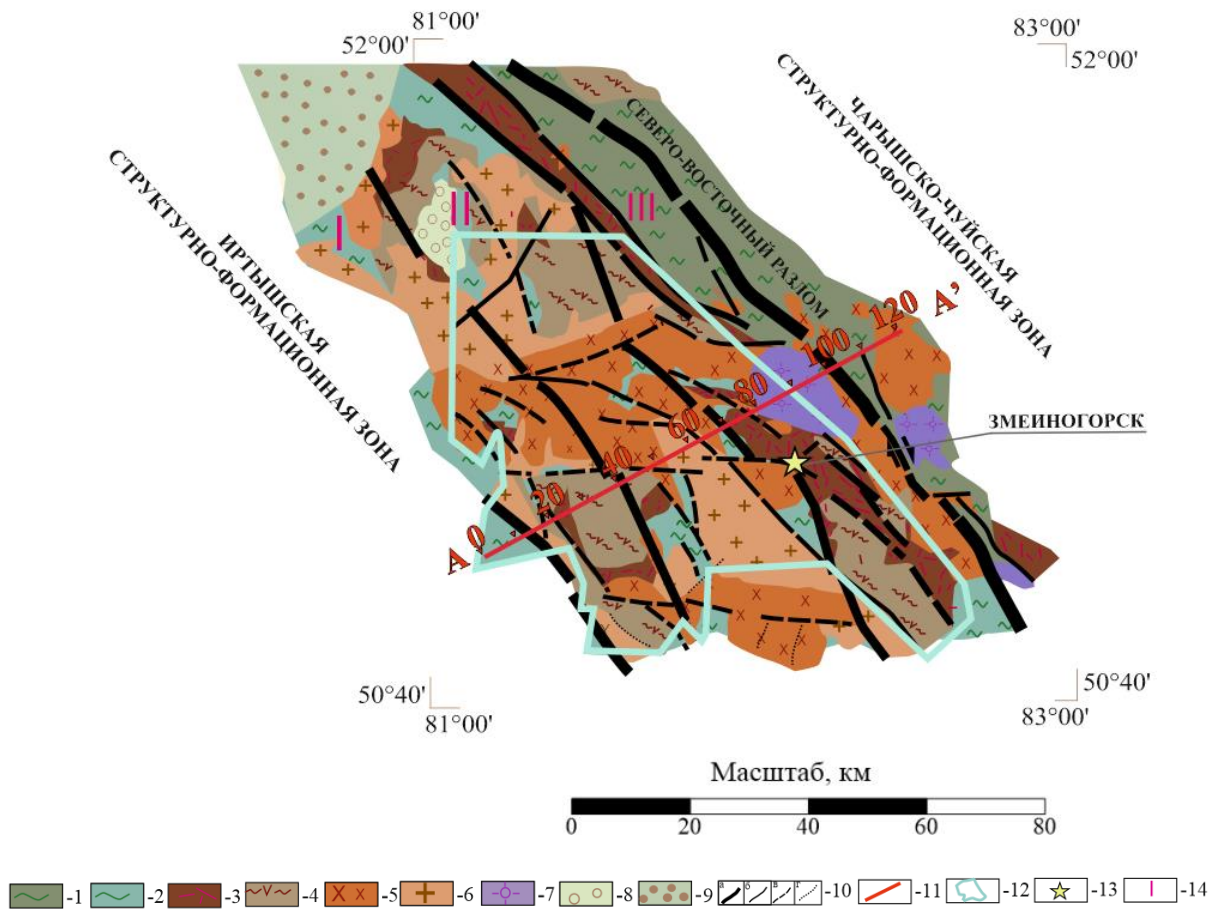 81°00'
52°00'
83°00'
52°00'
ЧАРЫШСКО-ЧУЙСКАЯ
СТРУКТУРНО-ФОРМАЦИОННАЯ ЗОНА
СЕВЕРО-ВОСТОЧНЫЙ РАЗЛОМ
ИРТЫШСКАЯ
СТРУКТУРНО-ФОРМАЦИОННАЯ ЗОНА
I
II
III
A 0
20
40
60
80
100
120
A’
ЗМЕИНОГОРСК
50°40'
81°00'
50°40'
83°00'
Масштаб, км
0 20 40 60 80
-1 -2 -3 -4 -5 -6 -7 -8 -9 а б в г -10 -11 -12 -13 -14